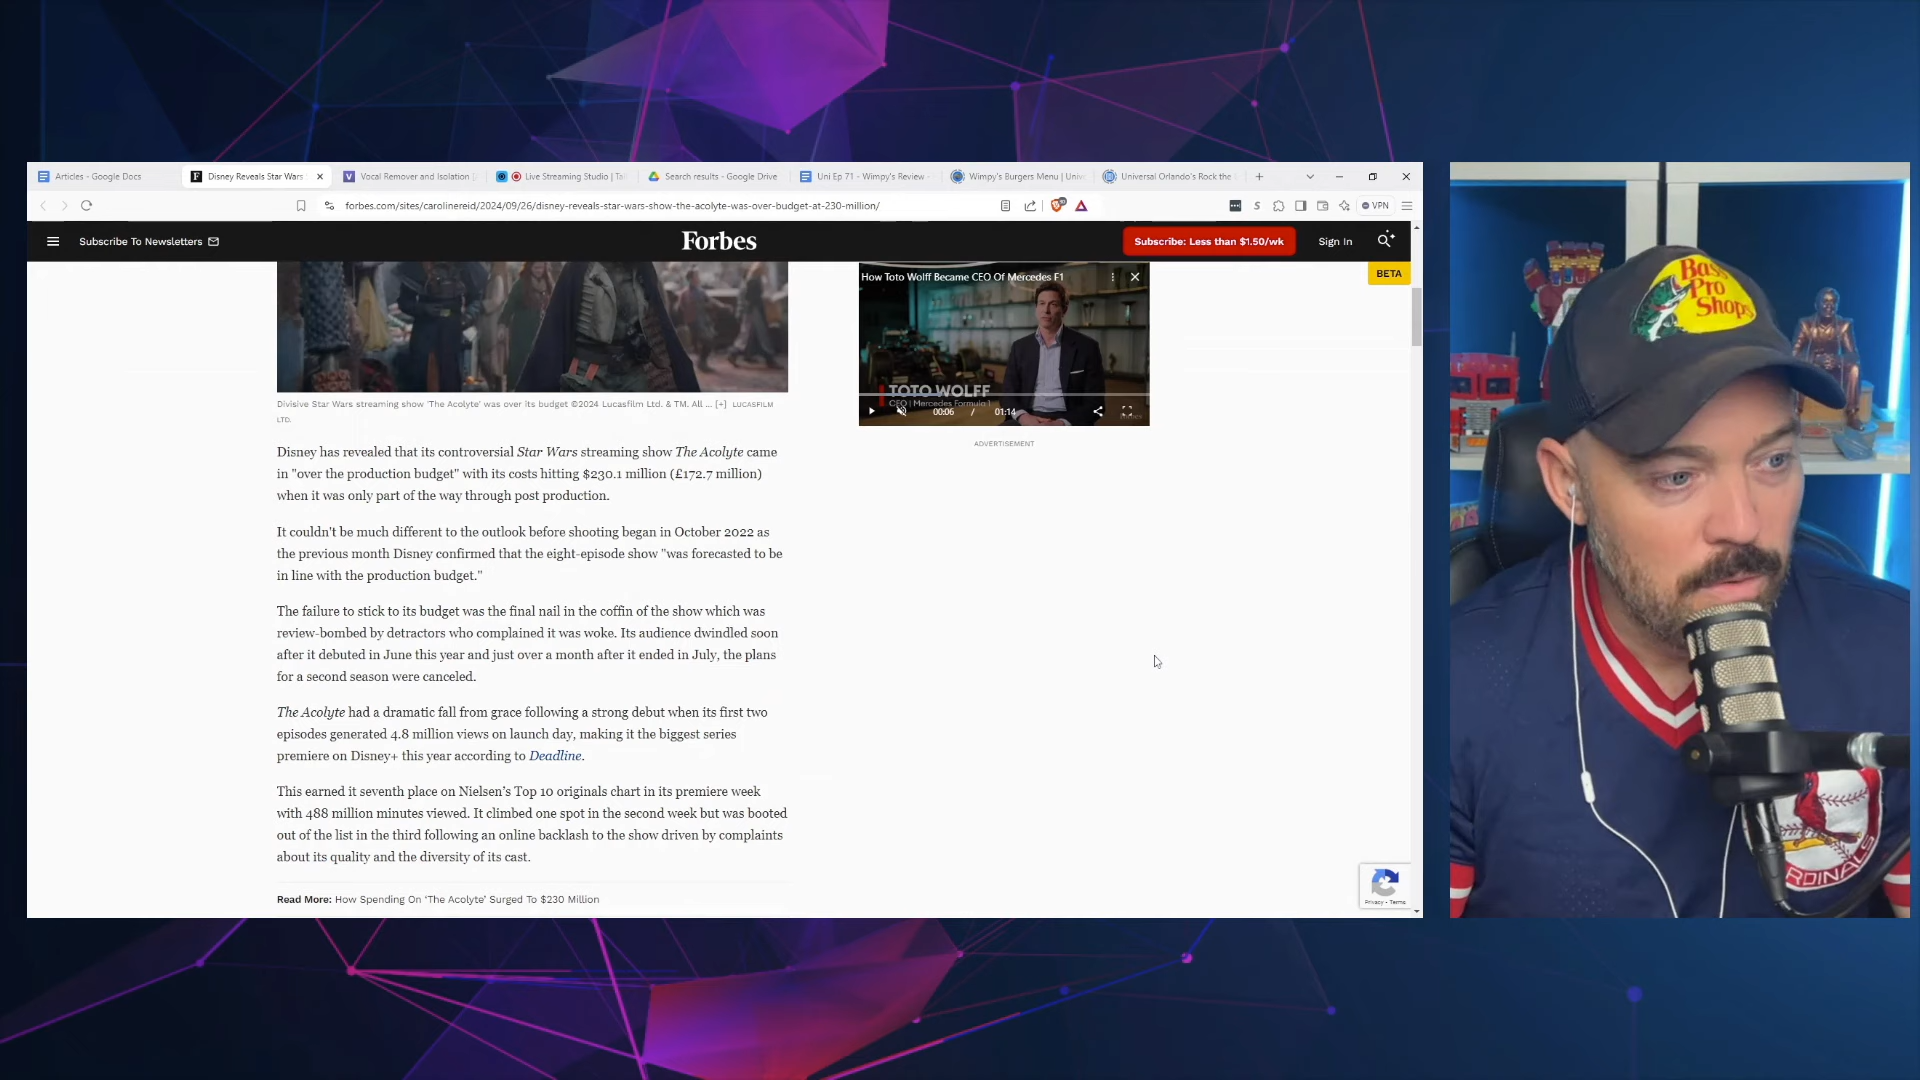 Articles - Google Docs
Disney Reveals Star Wars
Vocal Remover and Isolation
Live Streaming Studio | Ta
Search results - Google Drive
Uni Ep 71 - Wimpy's Review -
Wimpy's Burgers Menu | Univ
Universal Orlando's Rock the
forbes.com/sites/carolinereid/2024/09/26/disney-reveals-star-wars-show-the-acolyte-was-over-budget-at-230-million/
VPN
Subscribe To Newsletters
Forbes
Subscribe: Less than $1.50/wk
Sign In
BETA
How Toto Wolff Became CEO Of Mercedes F1
TOTO WOLFF
CEO | Mercedes Formula 1
00:06 / 01:14
ADVERTISEMENT
Divisive Star Wars streaming show 'The Acolyte' was over its budget ©2024 Lucasfilm Ltd. & TM. All ... [+] LUCASFILM
LTD.
Disney has revealed that its controversial Star Wars streaming show The Acolyte came
in "over the production budget" with its costs hitting $230.1 million (£172.7 million)
when it was only part of the way through post production.
It couldn't be much different to the outlook before shooting began in October 2022 as
the previous month Disney confirmed that the eight-episode show "was forecasted to be
in line with the production budget."
The failure to stick to its budget was the final nail in the coffin of the show which was
review-bombed by detractors who complained it was woke. Its audience dwindled soon
after it debuted in June this year and just over a month after it ended in July, the plans
for a second season were canceled.
The Acolyte had a dramatic fall from grace following a strong debut when its first two
episodes generated 4.8 million views on launch day, making it the biggest series
premiere on Disney+ this year according to Deadline.
This earned it seventh place on Nielsen's Top 10 originals chart in its premiere week
with 488 million minutes viewed. It climbed one spot in the second week but was booted
out of the list in the third following an online backlash to the show driven by complaints
about its quality and the diversity of its cast.
Read More: How Spending On 'The Acolyte' Surged To $230 Million
Privacy - Terms
Bass
Pro
Shops
RDINALS